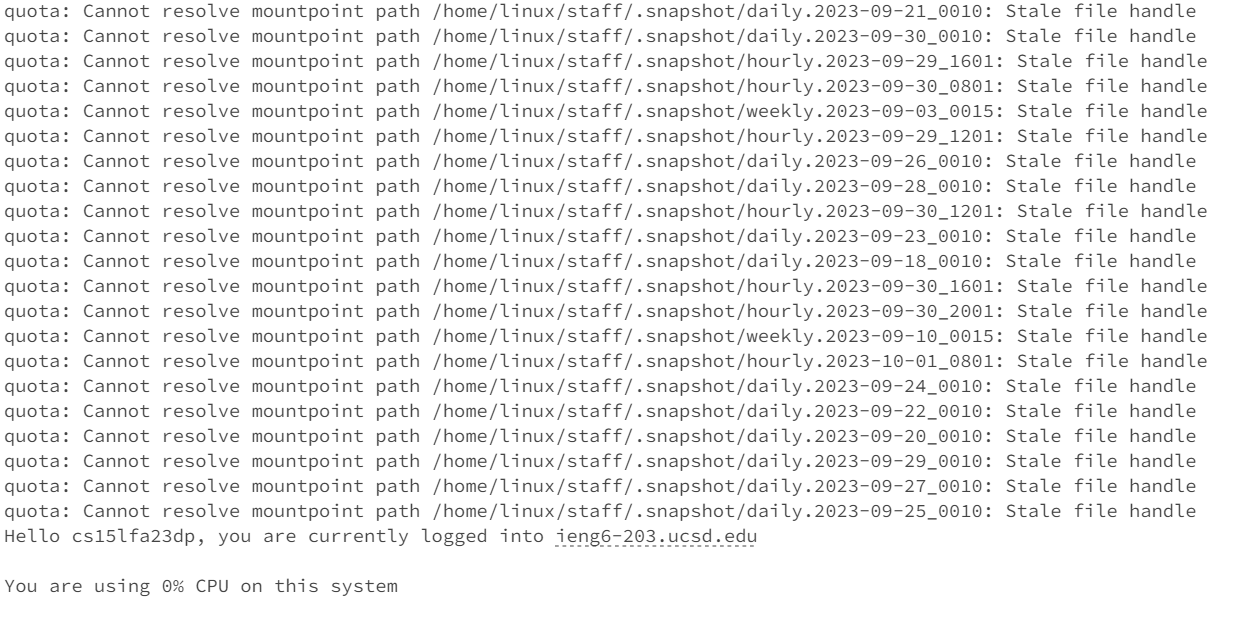 quota: Cannot resolve mountpoint path /home/linux/staff/.snapshot/daily.2023-09-21_0010: Stale file handle
quota: Cannot resolve mountpoint path /home/linux/staff/.snapshot/daily.2023-09-30_0010: Stale file handle
quota: Cannot resolve mountpoint path /home/linux/staff/.snapshot/hourly.2023-09-29_1601: Stale file handle
quota: Cannot resolve mountpoint path /home/linux/staff/.snapshot/hourly.2023-09-30_0801: Stale file handle
quota: Cannot resolve mountpoint path /home/linux/staff/.snapshot/weekly.2023-09-03_0015: Stale file handle
quota: Cannot resolve mountpoint path /home/linux/staff/.snapshot/hourly.2023-09-29_1201: Stale file handle
quota: Cannot resolve mountpoint path /home/linux/staff/.snapshot/daily.2023-09-26_0010: Stale file handle
quota: Cannot resolve mountpoint path /home/linux/staff/.snapshot/daily.2023-09-28_0010: Stale file handle
quota: Cannot resolve mountpoint path /home/linux/staff/.snapshot/hourly.2023-09-30_1201: Stale file handle
quota: Cannot resolve mountpoint path /home/linux/staff/.snapshot/daily.2023-09-23_0010: Stale file handle
quota: Cannot resolve mountpoint path /home/linux/staff/.snapshot/daily.2023-09-18_0010: Stale file handle
quota: Cannot resolve mountpoint path /home/linux/staff/.snapshot/hourly.2023-09-30_1601: Stale file handle
quota: Cannot resolve mountpoint path /home/linux/staff/.snapshot/hourly.2023-09-30_2001: Stale file handle
quota: Cannot resolve mountpoint path /home/linux/staff/.snapshot/weekly.2023-09-10_0015: Stale file handle
quota: Cannot resolve mountpoint path /home/linux/staff/.snapshot/hourly.2023-10-01_0801: Stale file handle
quota: Cannot resolve mountpoint path /home/linux/staff/.snapshot/daily.2023-09-24_0010: Stale file handle
quota: Cannot resolve mountpoint path /home/linux/staff/.snapshot/daily.2023-09-22_0010: Stale file handle
quota: Cannot resolve mountpoint path /home/linux/staff/.snapshot/daily.2023-09-20_0010: Stale file handle
quota: Cannot resolve mountpoint path /home/linux/staff/.snapshot/daily.2023-09-29_0010: Stale file handle
quota: Cannot resolve mountpoint path /home/linux/staff/.snapshot/daily.2023-09-27_0010: Stale file handle
quota: Cannot resolve mountpoint path /home/linux/staff/.snapshot/daily.2023-09-25_0010: Stale file handle
Hello cs15lfa23dp, you are currently logged into ieng6-203.ucsd.edu
You are using 0% CPU on this system